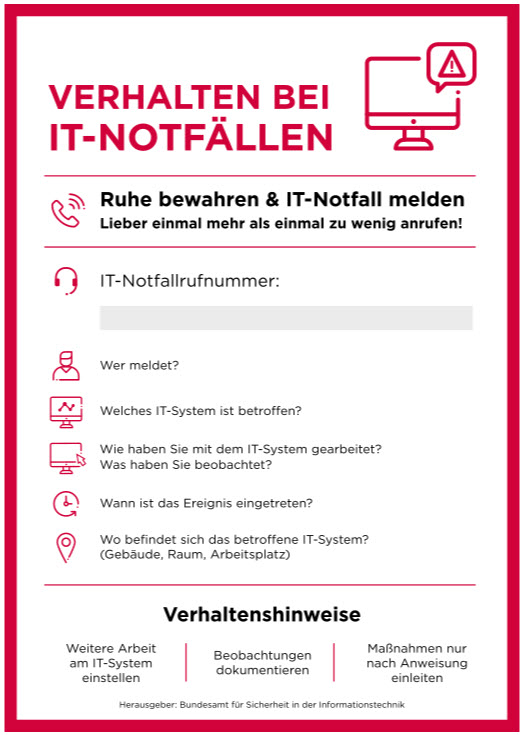 VERHALTEN BEI
IT-NOTFÄLLEN
Ruhe bewahren & IT-Notfall melden
Lieber einmal mehr als einmal zu wenig anrufen!
IT-Notfallrufnummer:
Wer meldet?
Welches IT-System ist betroffen?
Wie haben Sie mit dem IT-System gearbeitet?
Was haben Sie beobachtet?
Wann ist das Ereignis eingetreten?
Wo befindet sich das betroffene IT-System?
(Gebäude, Raum, Arbeitsplatz)
Verhaltenshinweise
Weitere Arbeit
am IT-System
einstellen
Beobachtungen
dokumentieren
Maßnahmen nur
nach Anweisung
einleiten
Herausgeber: Bundesamt für Sicherheit in der Informationstechnik